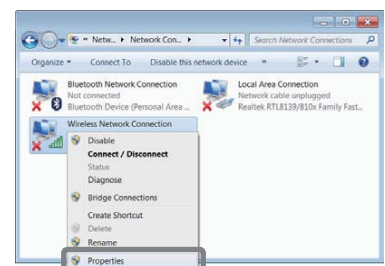 Netw... Network Con... Search Network Connections
Organize Connect To Disable this network device »
Bluetooth Network Connection
Not connected
Bluetooth Device (Personal Area ...
Local Area Connection
Network cable unplugged
Realtek RTL8139/810x Family Fast...
Wireless Network Connection
Disable
Connect / Disconnect
Status
Diagnose
Bridge Connections
Create Shortcut
Delete
Rename
Properties